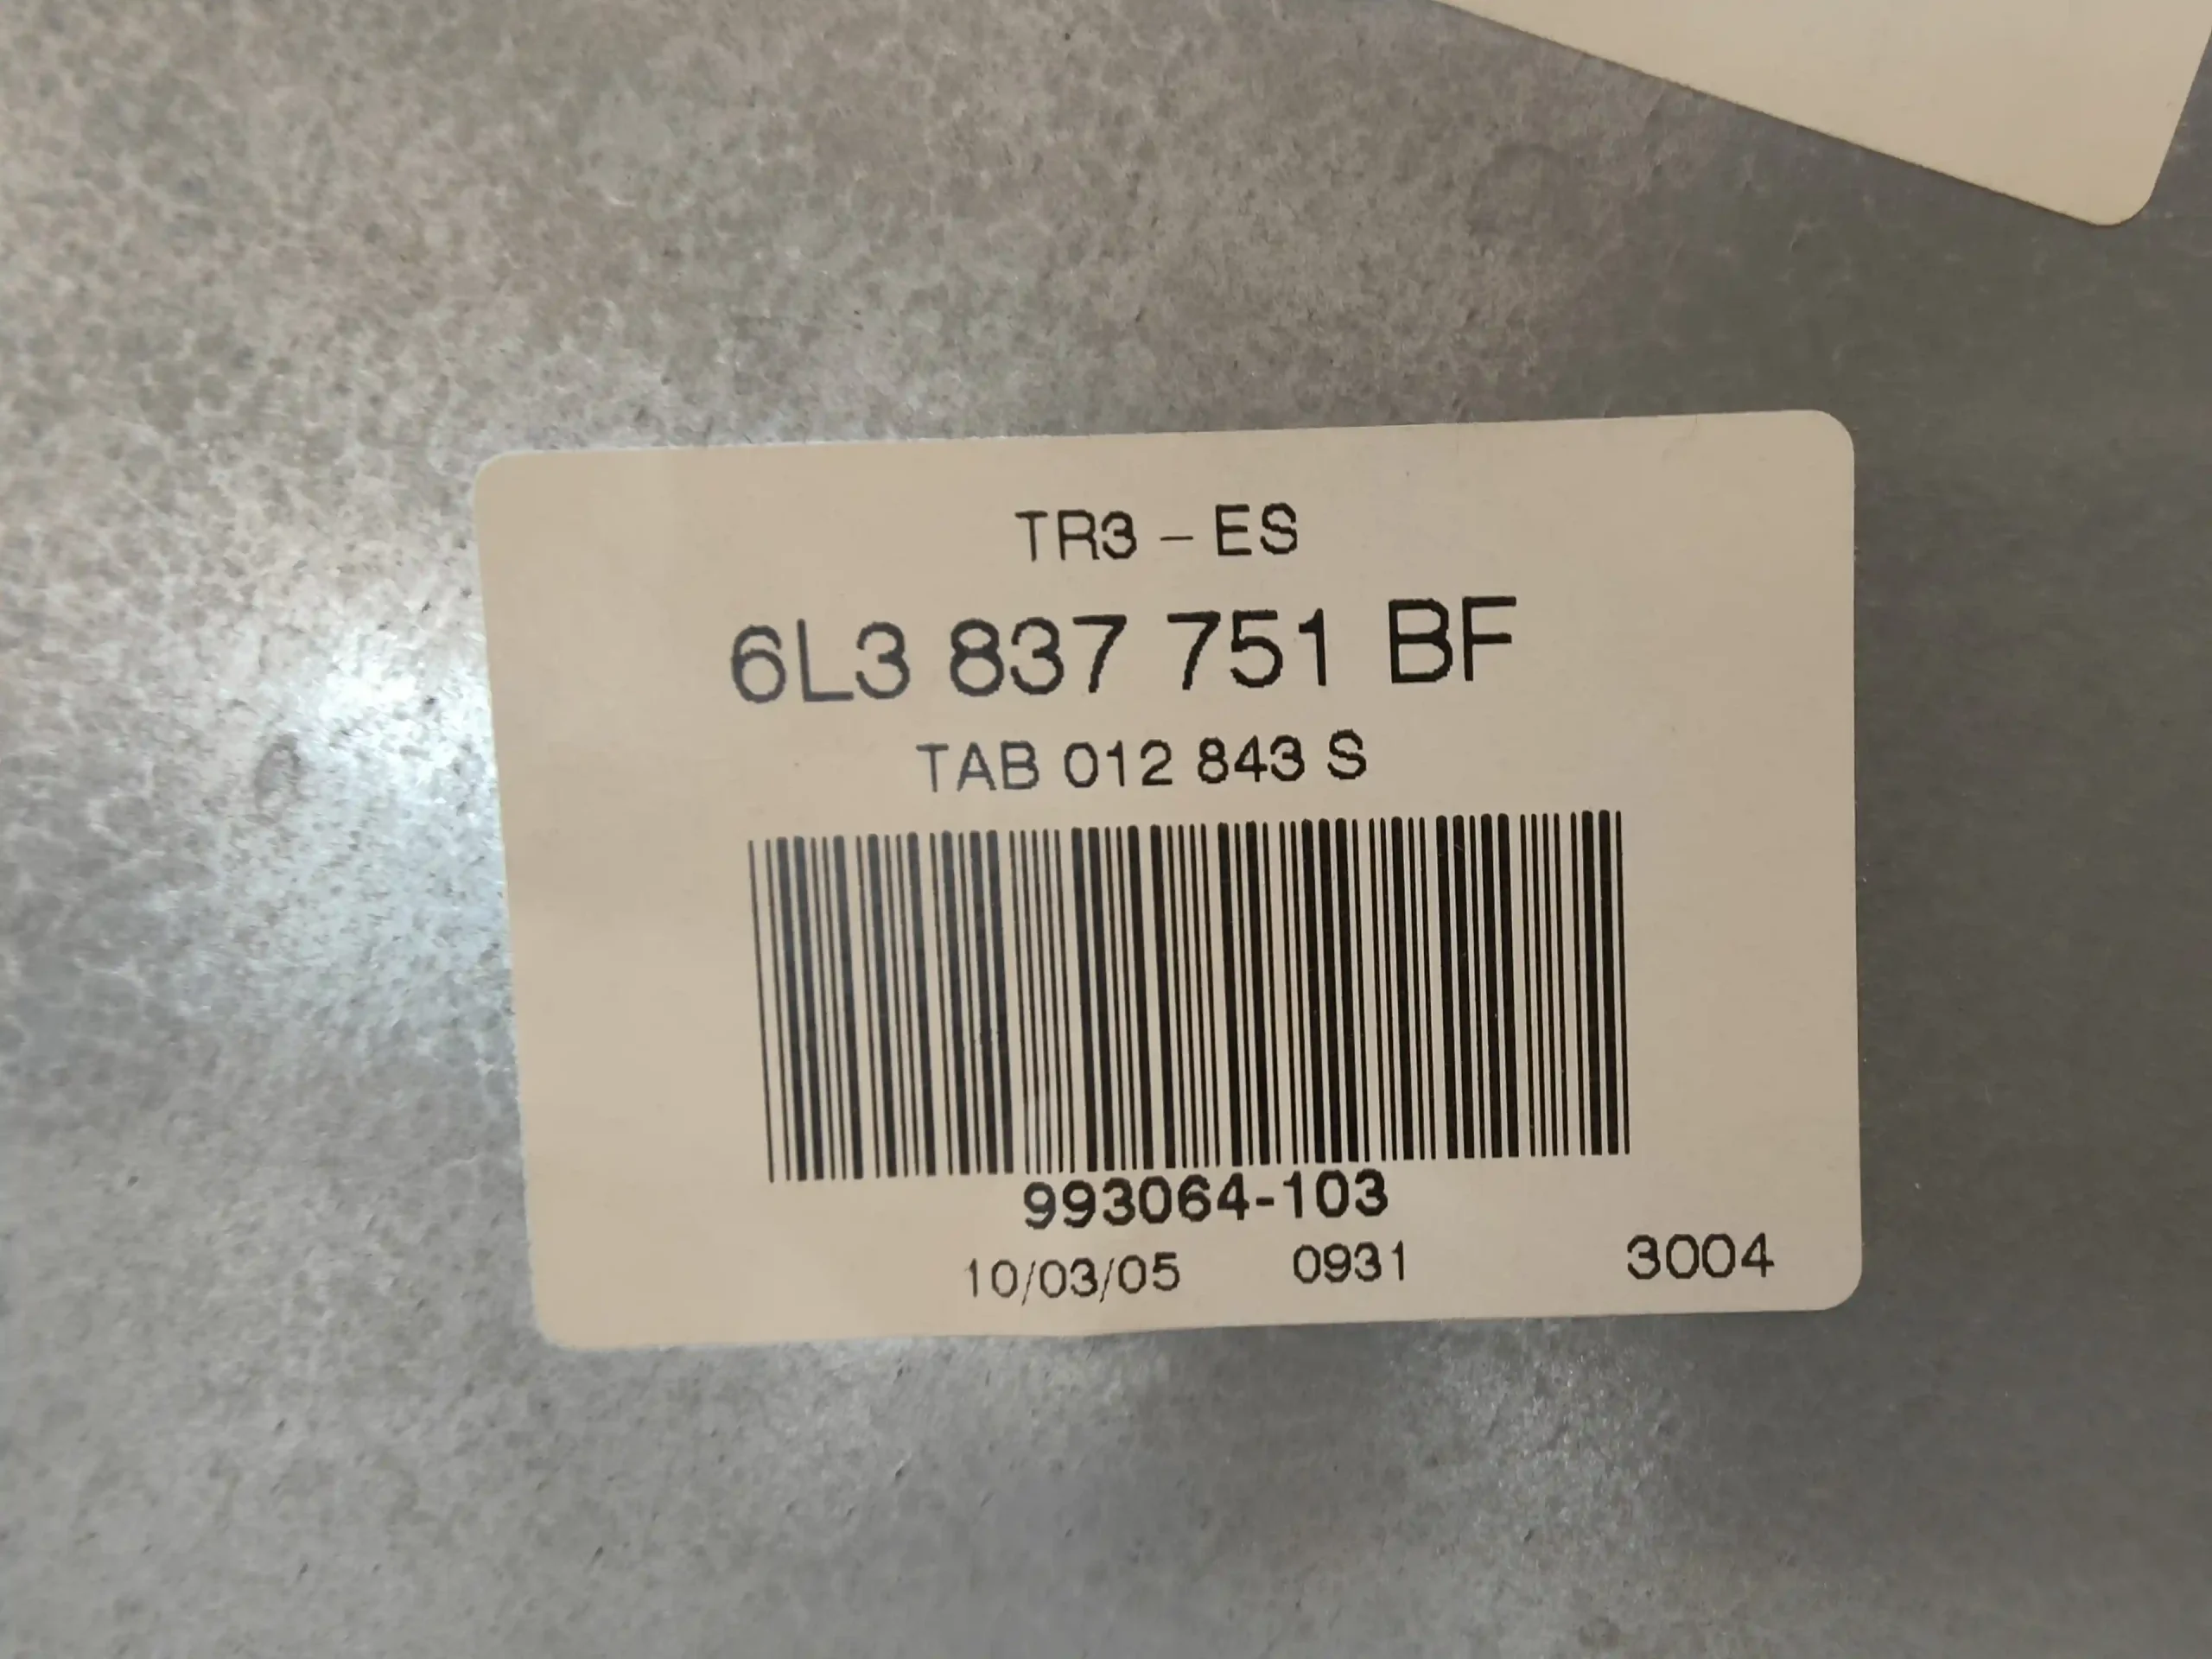 TR3 - ES
6L3 837 751 BF
TAB 012 843 S
993064-103
10/03/05 0931 3004